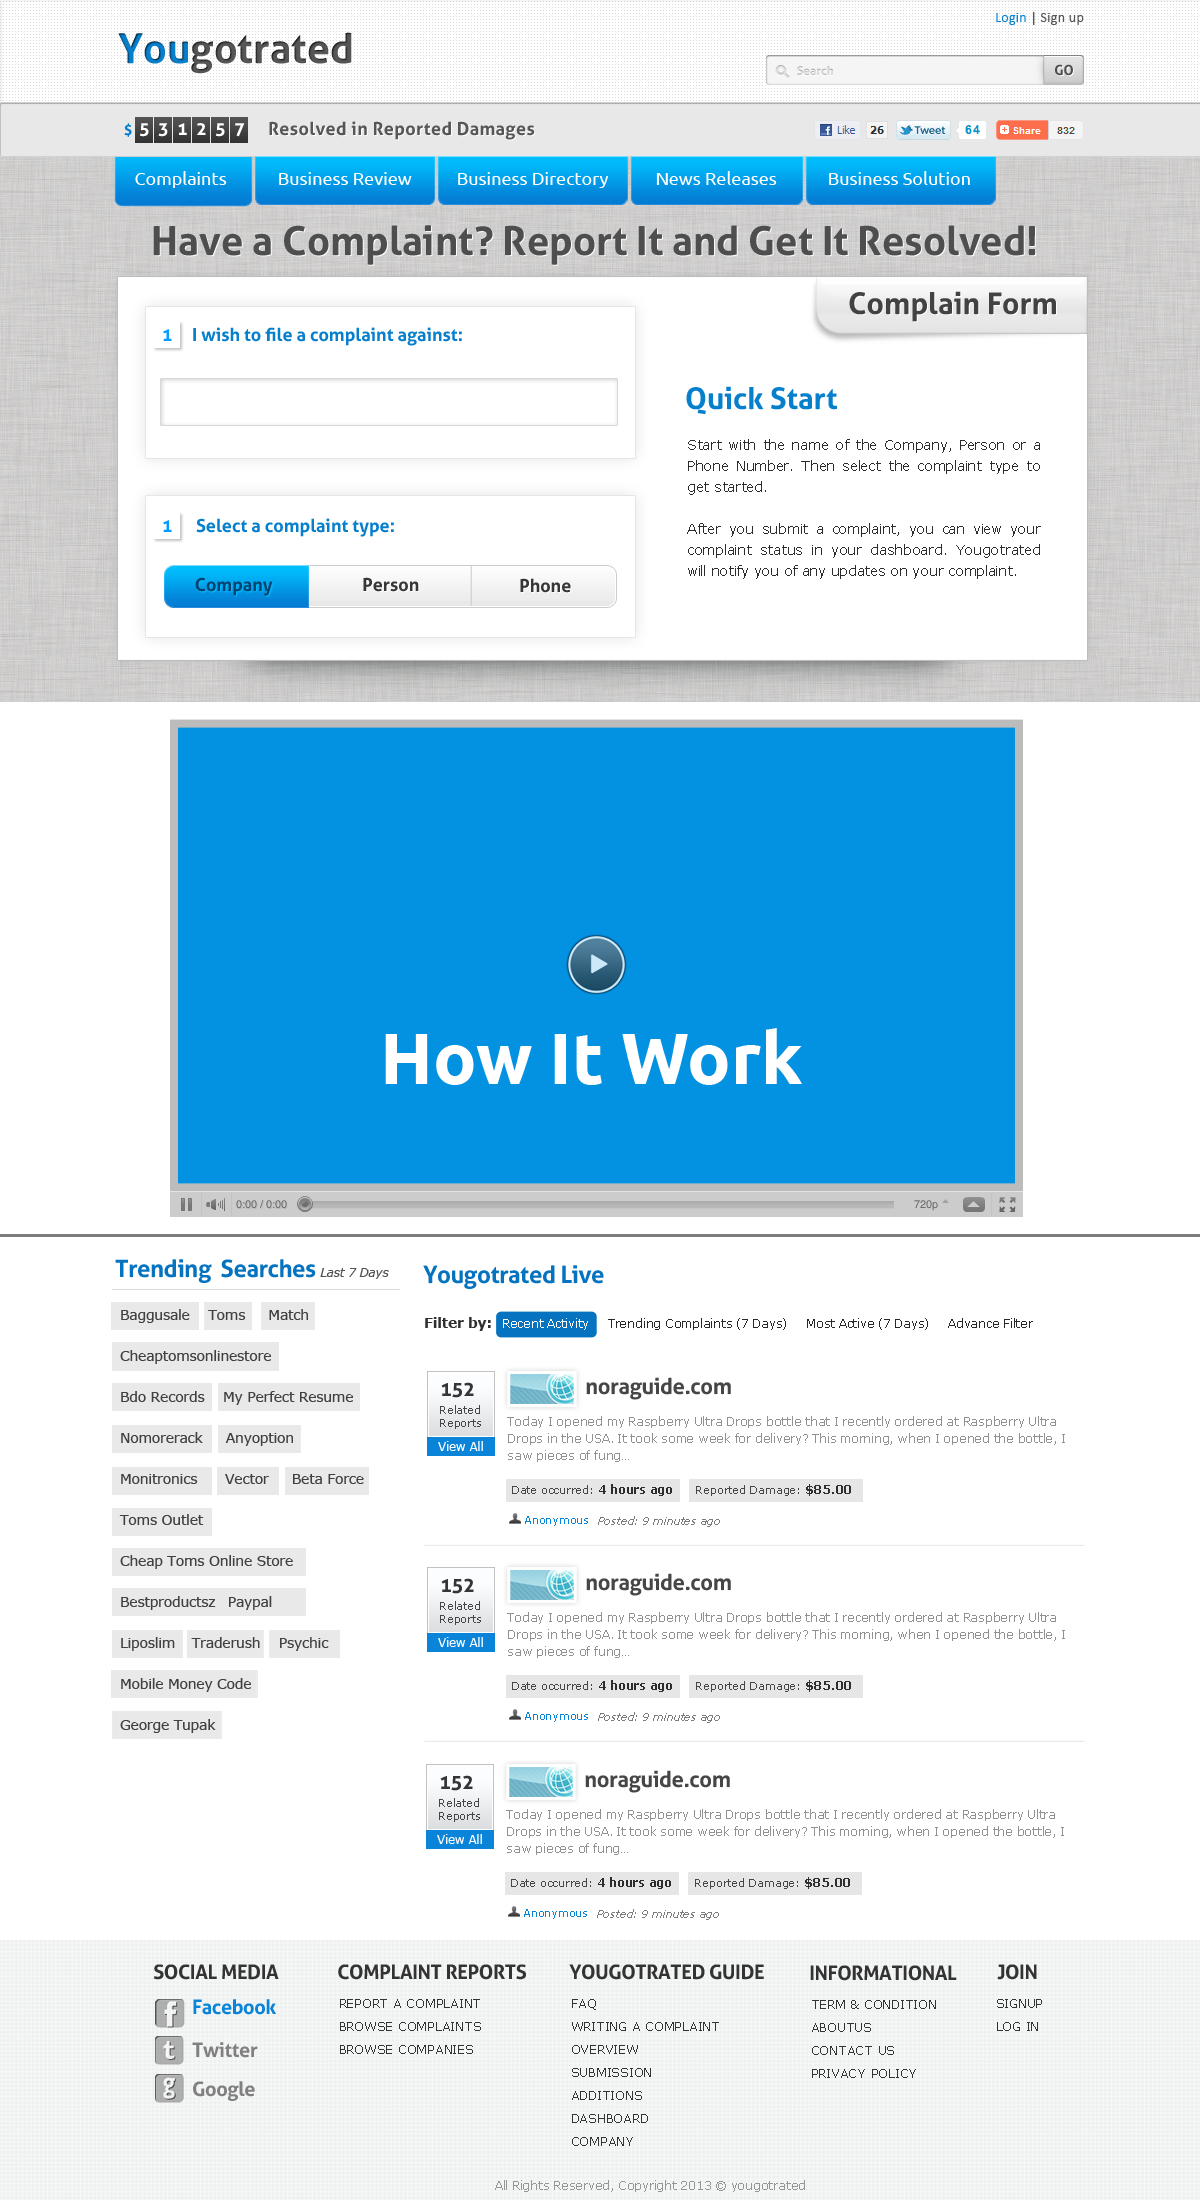 Login | Sign up
Yougotrated
Search
GO
$ 531257 Resolved in Reported Damages
Like 26 Tweet 64 Share 832
Complaints Business Review Business Directory News Releases Business Solution
Have a Complaint? Report It and Get It Resolved!
Complain Form
1 I wish to file a complaint against:
1 Select a complaint type:
Company Person Phone
Quick Start
Start with the name of the Company, Person or a
Phone Number. Then select the complaint type to
get started.
After you submit a complaint, you can view your
complaint status in your dashboard. Yougotrated
will notify you of any updates on your complaint.
How It Work
0:00 / 0:00 720p
Trending Searches Last 7 Days
Baggusale Toms Match
Cheaptomsonlinestore
Bdo Records My Perfect Resume
Nomorerack Anyoption
Monitronics Vector Beta Force
Toms Outlet
Cheap Toms Online Store
Bestproductsz Paypal
Liposlim Traderush Psychic
Mobile Money Code
George Tupak
Yougotrated Live
Filter by: Recent Activity Trending Complaints (7 Days) Most Active (7 Days) Advance Filter
152
Related
Reports
View All
noraguide.com
Today I opened my Raspberry Ultra Drops bottle that I recently ordered at Raspberry Ultra
Drops in the USA. It took some week for delivery? This morning, when I opened the bottle, I
saw pieces of fung...
Date occurred: 4 hours ago Reported Damage: $85.00
Anonymous Posted: 9 minutes ago
152
Related
Reports
View All
noraguide.com
Today I opened my Raspberry Ultra Drops bottle that I recently ordered at Raspberry Ultra
Drops in the USA. It took some week for delivery? This morning, when I opened the bottle, I
saw pieces of fung...
Date occurred: 4 hours ago Reported Damage: $85.00
Anonymous Posted: 9 minutes ago
152
Related
Reports
View All
noraguide.com
Today I opened my Raspberry Ultra Drops bottle that I recently ordered at Raspberry Ultra
Drops in the USA. It took some week for delivery? This morning, when I opened the bottle, I
saw pieces of fung...
Date occurred: 4 hours ago Reported Damage: $85.00
Anonymous Posted: 9 minutes ago
SOCIAL MEDIA
Facebook
Twitter
Google
COMPLAINT REPORTS
REPORT A COMPLAINT
BROWSE COMPLAINTS
BROWSE COMPANIES
YOUGOTRATED GUIDE
FAQ
WRITING A COMPLAINT
OVERVIEW
SUBMISSION
ADDITIONS
DASHBOARD
COMPANY
INFORMATIONAL
TERM & CONDITION
ABOUTUS
CONTACT US
PRIVACY POLICY
JOIN
SIGNUP
LOG IN
All Rights Reserved, Copyright 2013 © yougotrated